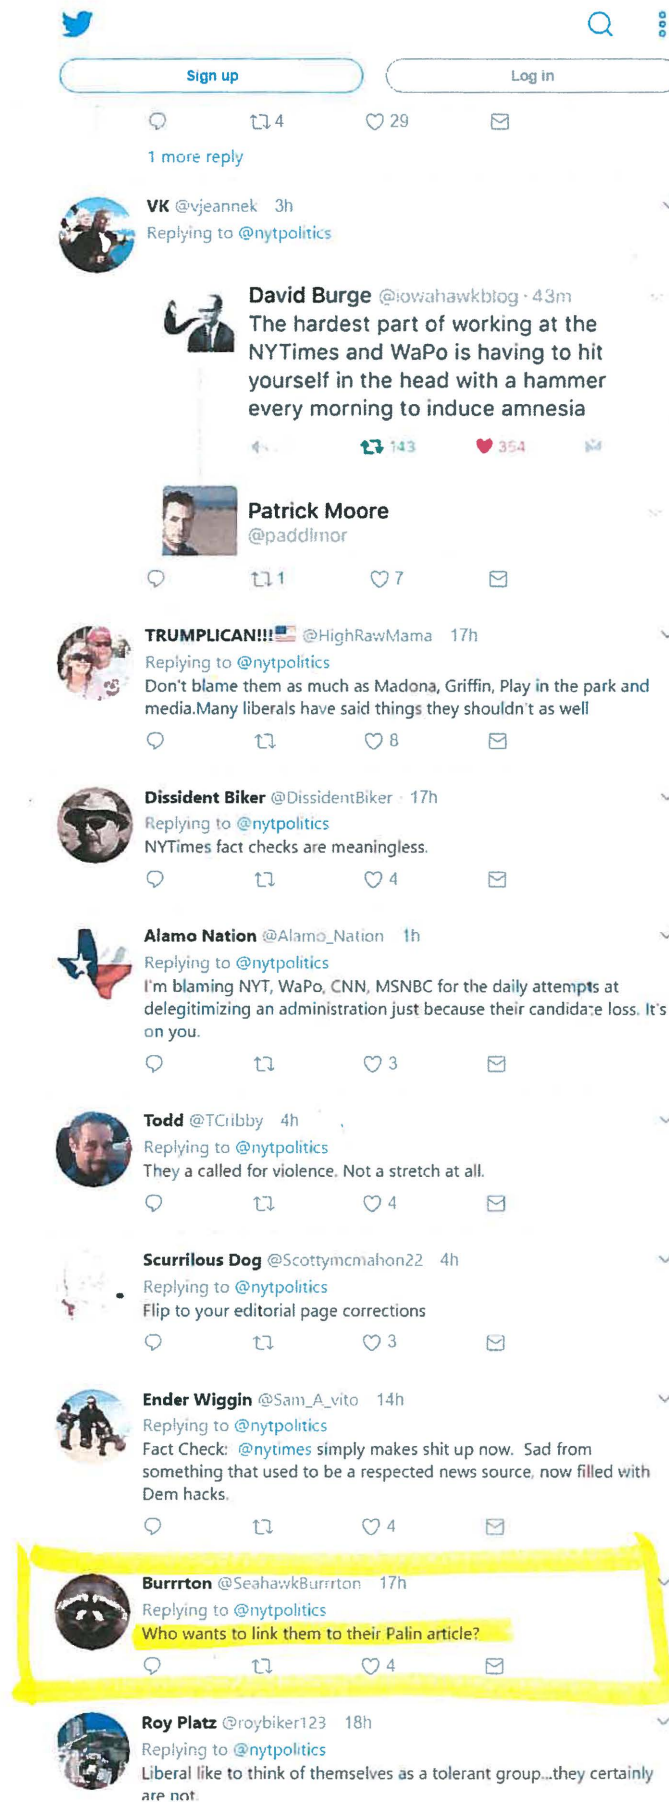 Sign up
Log in
4 29
1 more reply
VK @vjeannek 3h
Replying to @nytpolitics
David Burge @iowahawkblog · 43m
The hardest part of working at the
NYTimes and WaPo is having to hit
yourself in the head with a hammer
every morning to induce amnesia
143 354
Patrick Moore
@paddlmor
1 7
TRUMPLICAN!!! @HighRawMama 17h
Replying to @nytpolitics
Don't blame them as much as Madona, Griffin, Play in the park and
media.Many liberals have said things they shouldn't as well
8
Dissident Biker @DissidentBiker · 17h
Replying to @nytpolitics
NYTimes fact checks are meaningless.
4
Alamo Nation @Alamo_Nation 1h
Replying to @nytpolitics
I'm blaming NYT, WaPo, CNN, MSNBC for the daily attempts at
delegitimizing an administration just because their candidate loss. It's
on you.
3
Todd @TCribby 4h
Replying to @nytpolitics
They a called for violence. Not a stretch at all.
4
Scurrilous Dog @Scottymcmahon22 4h
Replying to @nytpolitics
Flip to your editorial page corrections
3
Ender Wiggin @Sam_A_vito 14h
Replying to @nytpolitics
Fact Check: @nytimes simply makes shit up now. Sad from
something that used to be a respected news source, now filled with
Dem hacks.
4
Burrrton @SeahawkBurrrton 17h
Replying to @nytpolitics
Who wants to link them to their Palin article?
4
Roy Platz @roybiker123 18h
Replying to @nytpolitics
Liberal like to think of themselves as a tolerant group...they certainly
are not.